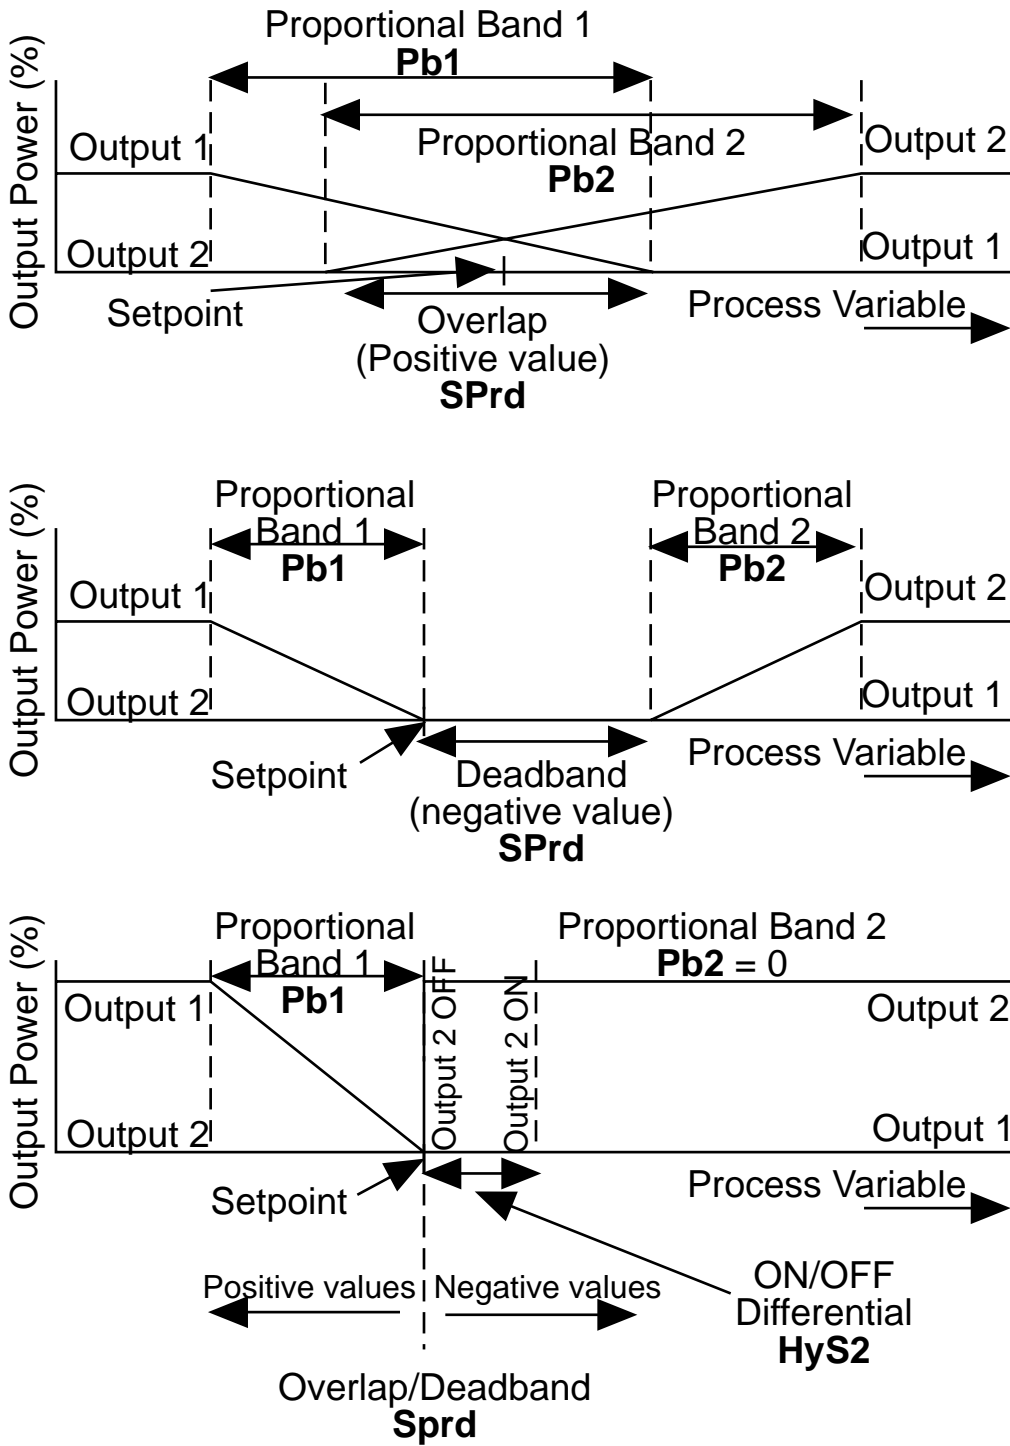 Proportional Band 1
Pb1
Output Power (%)
Output 1
Proportional Band 2
Pb2
Output 2
Output 2
Output 1
Setpoint
Overlap
(Positive value)
SPrd
Process Variable
Proportional
Band 1
Pb1
Proportional
Band 2
Pb2
Output Power (%)
Output 1
Output 2
Output 2
Output 1
Setpoint
Deadband
(negative value)
SPrd
Process Variable
Proportional
Band 1
Pb1
Proportional Band 2
Pb2 = 0
Output Power (%)
Output 1
Output 2 OFF
Output 2 ON
Output 2
Output 2
Output 1
Setpoint
Process Variable
Positive values
Negative values
ON/OFF
Differential
HyS2
Overlap/Deadband
Sprd